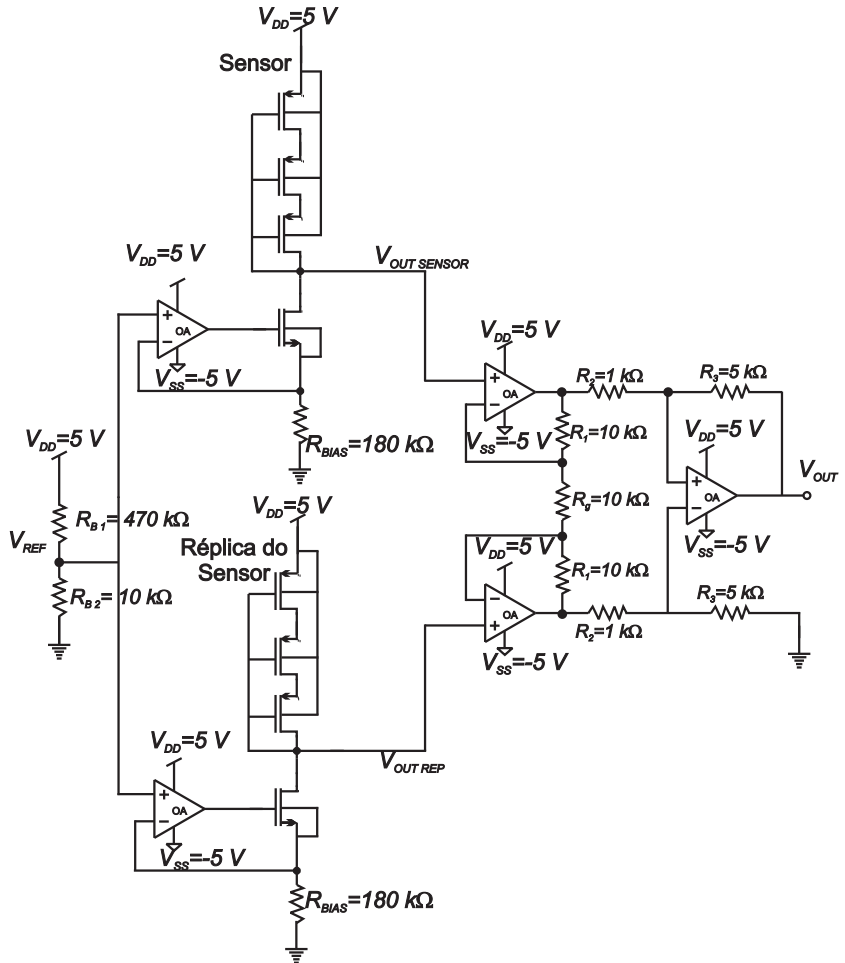 V_DD=5 V
Sensor
V_DD=5 V
+
OA
−
V_SS=-5 V
V_OUT SENSOR
R_BIAS=180 kΩ
V_DD=5 V
R_B1= 470 kΩ
V_REF
R_B2= 10 kΩ
V_DD=5 V
Réplica do
Sensor
V_DD=5 V
+
OA
−
V_SS=-5 V
V_OUT REP
R_BIAS=180 kΩ
V_DD=5 V
+
OA
−
V_SS=-5 V
R_2=1 kΩ
R_3=5 kΩ
R_1=10 kΩ
R_g=10 kΩ
R_1=10 kΩ
V_DD=5 V
−
OA
+
V_SS=-5 V
R_2=1 kΩ
V_DD=5 V
+
OA
−
V_SS=-5 V
V_OUT
R_3=5 kΩ